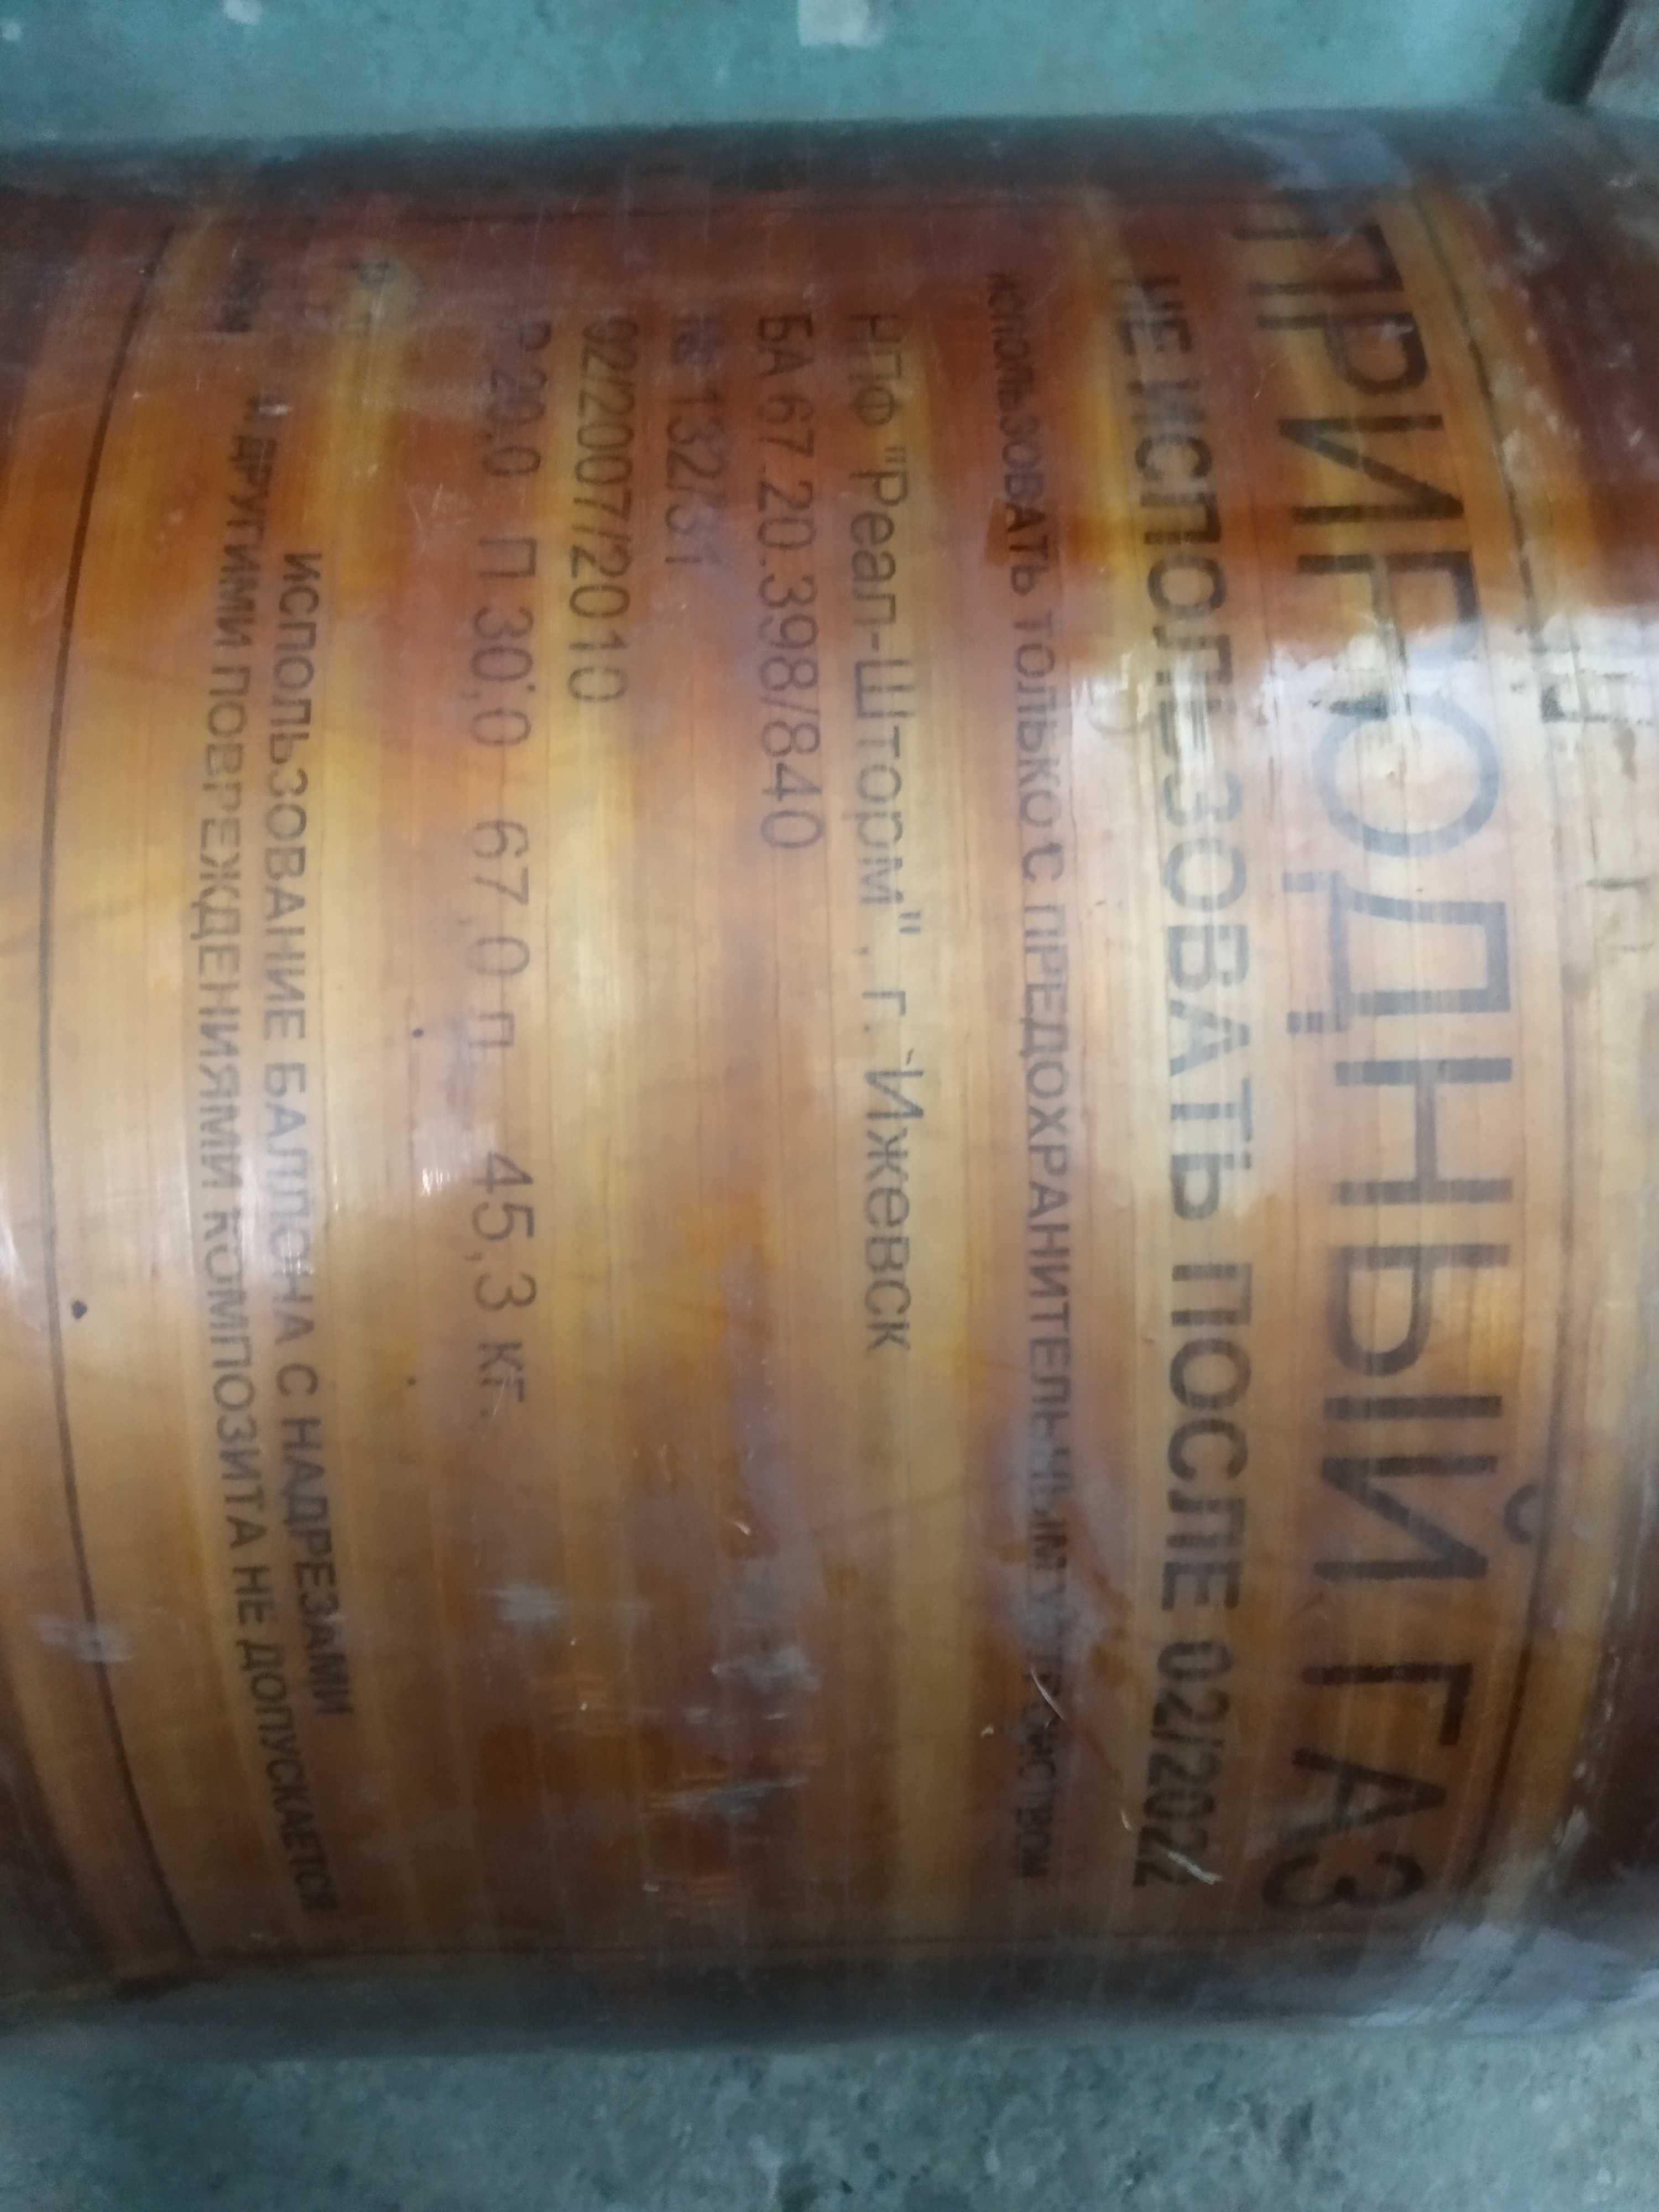 ПРИРОДНЫЙ ГАЗ
НЕ ИСПОЛЬЗОВАТЬ ПОСЛЕ 02/2022
ИСПОЛЬЗОВАТЬ ТОЛЬКО С ПРЕДОХРАНИТЕЛЬНЫМ УСТРОЙСТВОМ
НПФ "Реал-Шторм", г. Ижевск
БА 67.20.398/840
№ 132/31
02/2007/2010
Р 20,0 П 30,0 67,0 л 45,3 кг.
ИСПОЛЬЗОВАНИЕ БАЛЛОНА С НАДРЕЗАМИ
И ДРУГИМИ ПОВРЕЖДЕНИЯМИ КОМПОЗИТА НЕ ДОПУСКАЕТСЯ